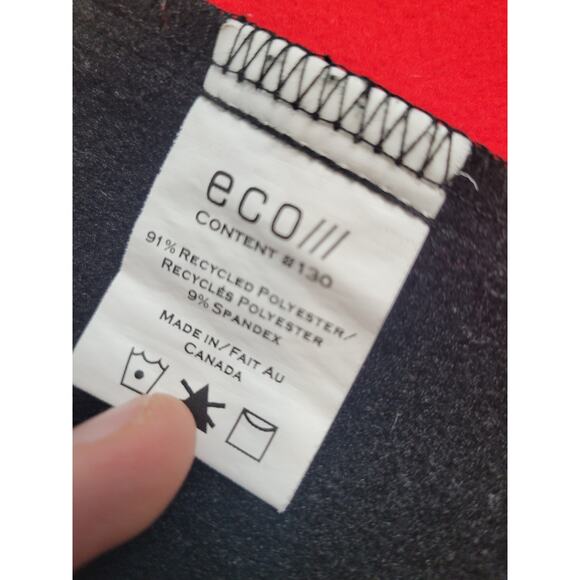 eco///
CONTENT #130
91% RECYCLED POLYESTER/
RECYCLÉS POLYESTER
9% SPANDEX
MADE IN/FAIT AU
CANADA